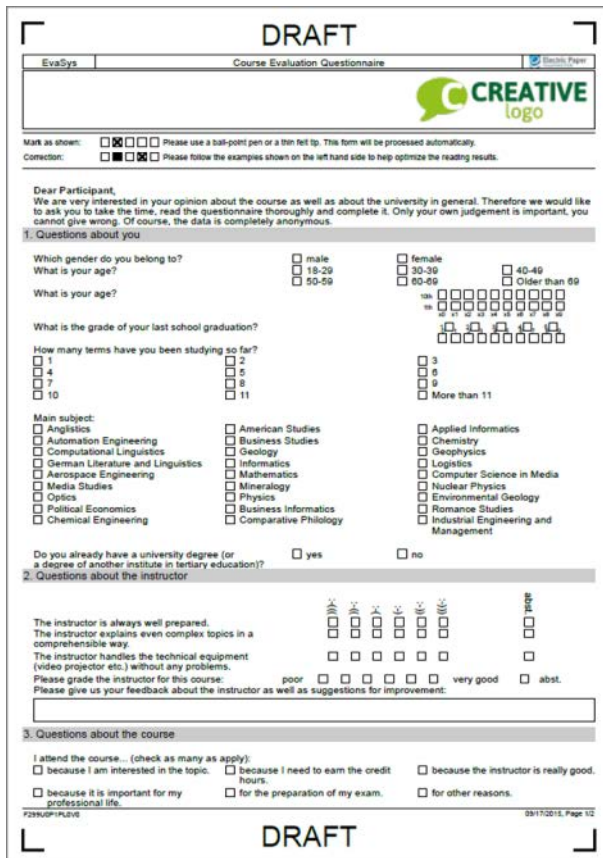 DRAFT
EvaSys Course Evaluation Questionnaire Electric Paper
CREATIVE
logo
Mark as shown: Please use a ball-point pen or a thin felt tip. This form will be processed automatically.
Correction: Please follow the examples shown on the left hand side to help optimize the reading results.
Dear Participant,
We are very interested in your opinion about the course as well as about the university in general. Therefore we would like
to ask you to take the time, read the questionnaire thoroughly and complete it. Only your own judgement is important, you
cannot give wrong. Of course, the data is completely anonymous.
1. Questions about you
Which gender do you belong to? male female
What is your age? 18-29 30-39 40-49
50-59 60-69 Older than 69
What is your age? 10th
1th
x0 x1 x2 x3 x4 x5 x6 x7 x8 x9
What is the grade of your last school graduation?
How many terms have you been studying so far?
1 2 3
4 5 6
7 8 9
10 11 More than 11
Main subject:
Anglistics American Studies Applied Informatics
Automation Engineering Business Studies Chemistry
Computational Linguistics Geology Geophysics
German Literature and Linguistics Informatics Logistics
Aerospace Engineering Mathematics Computer Science in Media
Media Studies Mineralogy Nuclear Physics
Optics Physics Environmental Geology
Political Economics Business Informatics Romance Studies
Chemical Engineering Comparative Philology Industrial Engineering and
Management
Do you already have a university degree (or yes no
a degree of another institute in tertiary education)?
2. Questions about the instructor
abst.
The instructor is always well prepared.
The instructor explains even complex topics in a
comprehensible way.
The instructor handles the technical equipment
(video projector etc.) without any problems.
Please grade the instructor for this course: poor very good abst.
Please give us your feedback about the instructor as well as suggestions for improvement:
3. Questions about the course
I attend the course... (check as many as apply):
because I am interested in the topic. because I need to earn the credit because the instructor is really good.
hours.
because it is important for my for the preparation of my exam. for other reasons.
professional life.
F299U0P1PL0V0 09/17/2015, Page 1/2
DRAFT